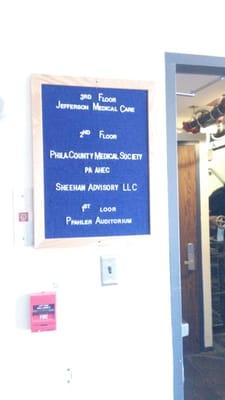 3RD FLOOR
JEFFERSON MEDICAL CARE
2ND FLOOR
PHILA.COUNTY MEDICAL SOCIETY
PA AHEC
SHEEHAN ADVISORY LLC
1ST LOOR
PFAHLER AUDITORIUM
FIRE